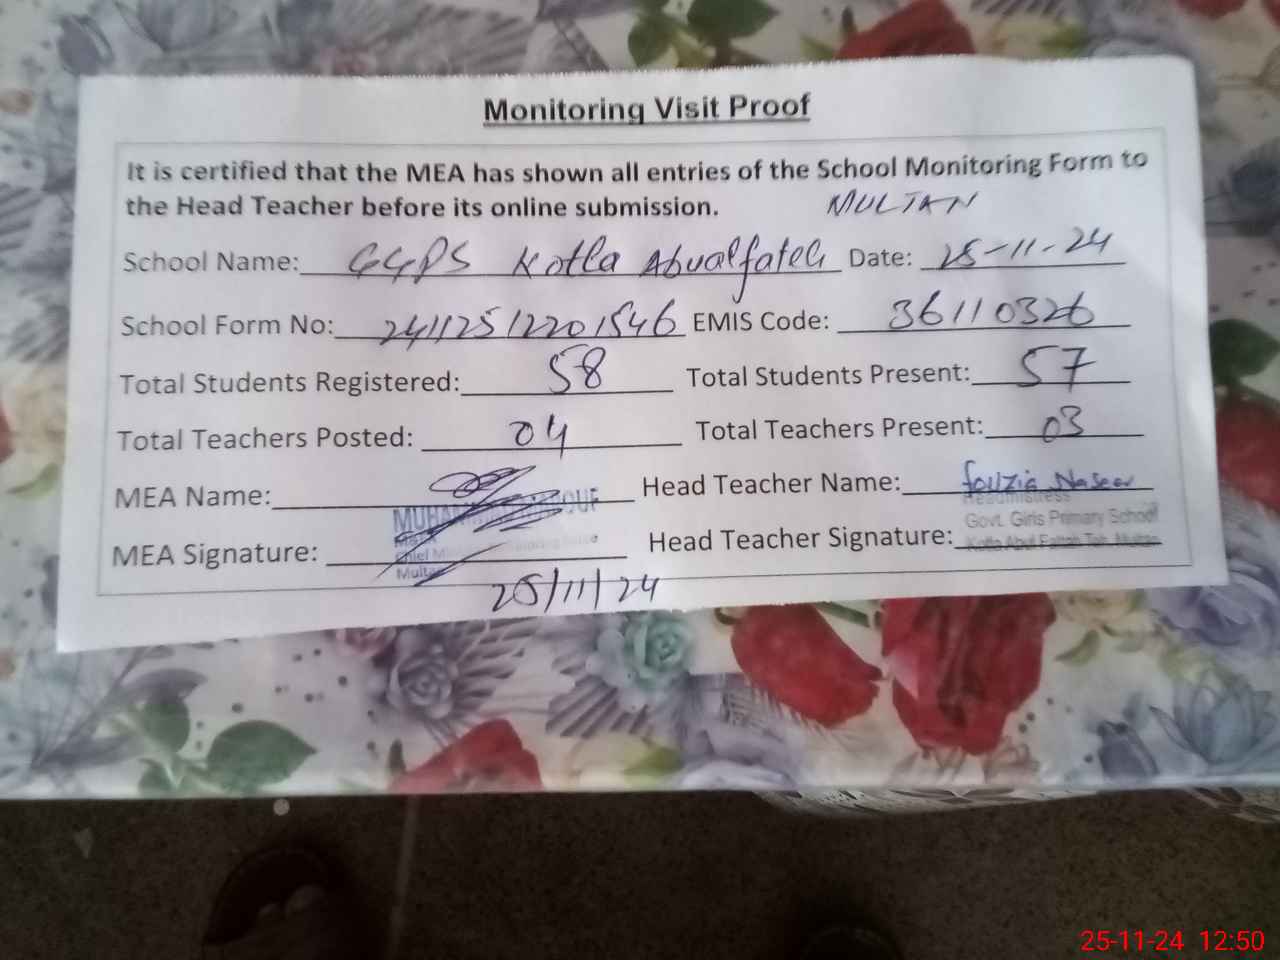 Monitoring Visit Proof
It is certified that the MEA has shown all entries of the School Monitoring Form to
the Head Teacher before its online submission. MULTAN
School Name: GGPS Kotla Abualfateh Date: 25-11-24
School Form No: 24112512201546 EMIS Code: 36110326
Total Students Registered: 58 Total Students Present: 57
Total Teachers Posted: 04 Total Teachers Present: 03
MEA Name: Head Teacher Name: Fouzia Naseer
Headmistress
Govt. Girls Primary School
MEA Signature: Head Teacher Signature: Kotla Abul Fattah Teh. Multan
Multan
25/11/24
25-11-24 12:50